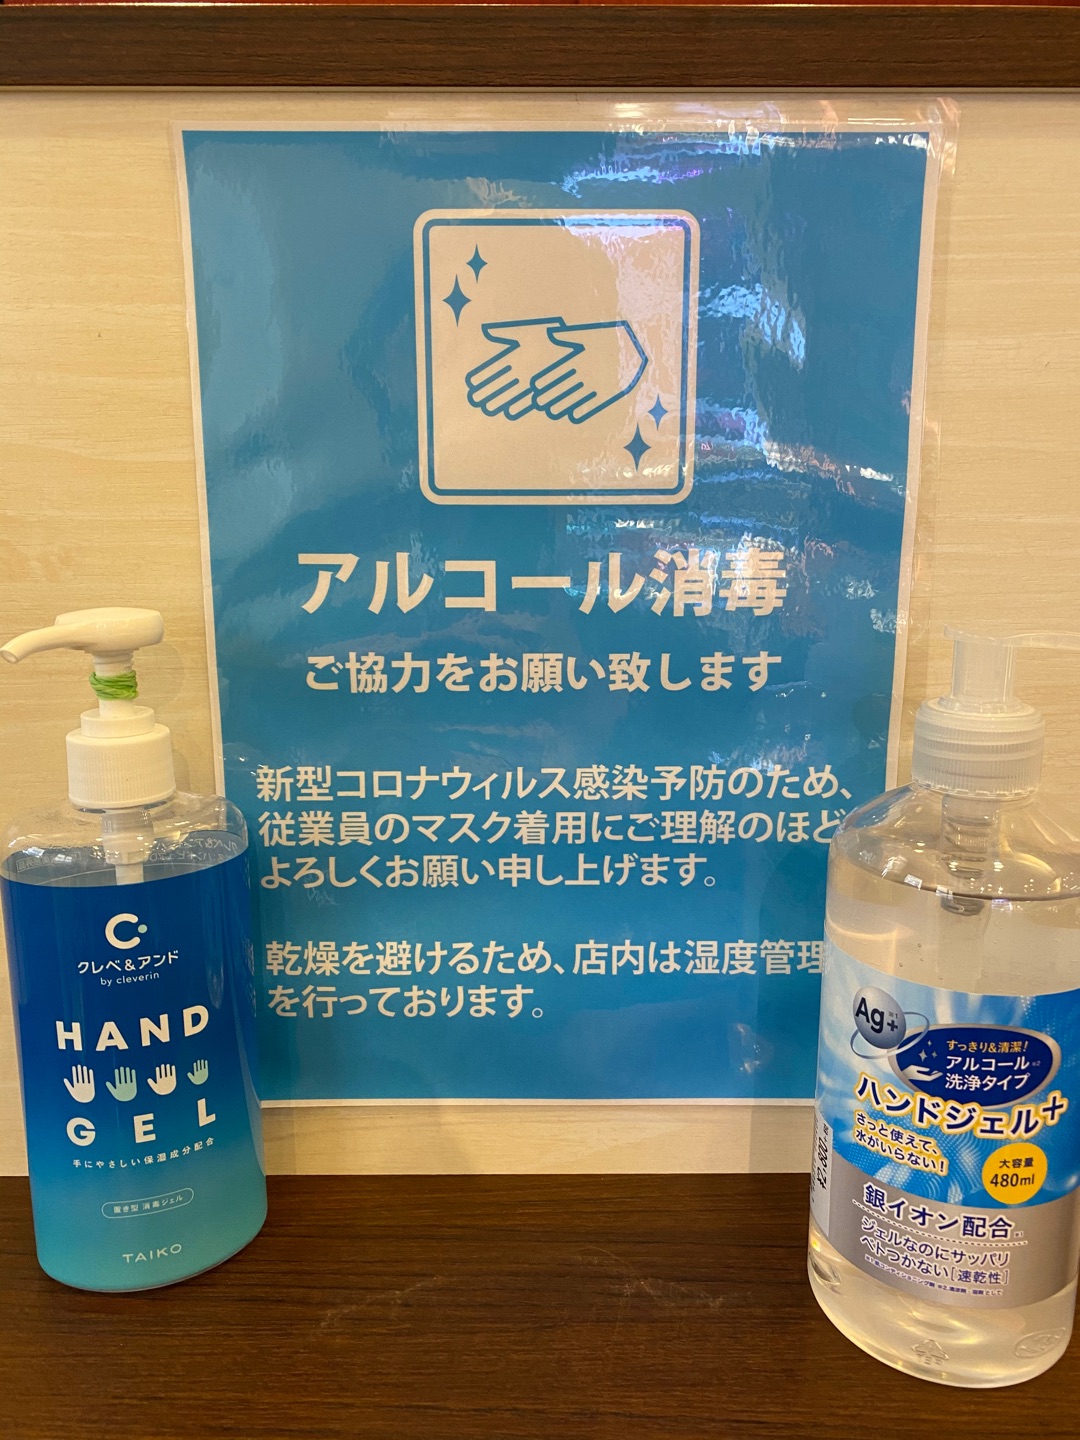 アルコール消毒
ご協力をお願い致します
新型コロナウィルス感染予防のため、
従業員のマスク着用にご理解のほど
よろしくお願い申し上げます。
乾燥を避けるため、店内は湿度管理
を行っております。
クレベ&アンド
by cleverin
HAND
GEL
手にやさしい保湿成分配合
置き型 消毒ジェル
TAIKO
Ag+
すっきり&清潔!
アルコール
洗浄タイプ
ハンドジェル+
さっと使えて、
水がいらない!
大容量
480ml
銀イオン配合
ジェルなのにサッパリ
ベトつかない[速乾性]